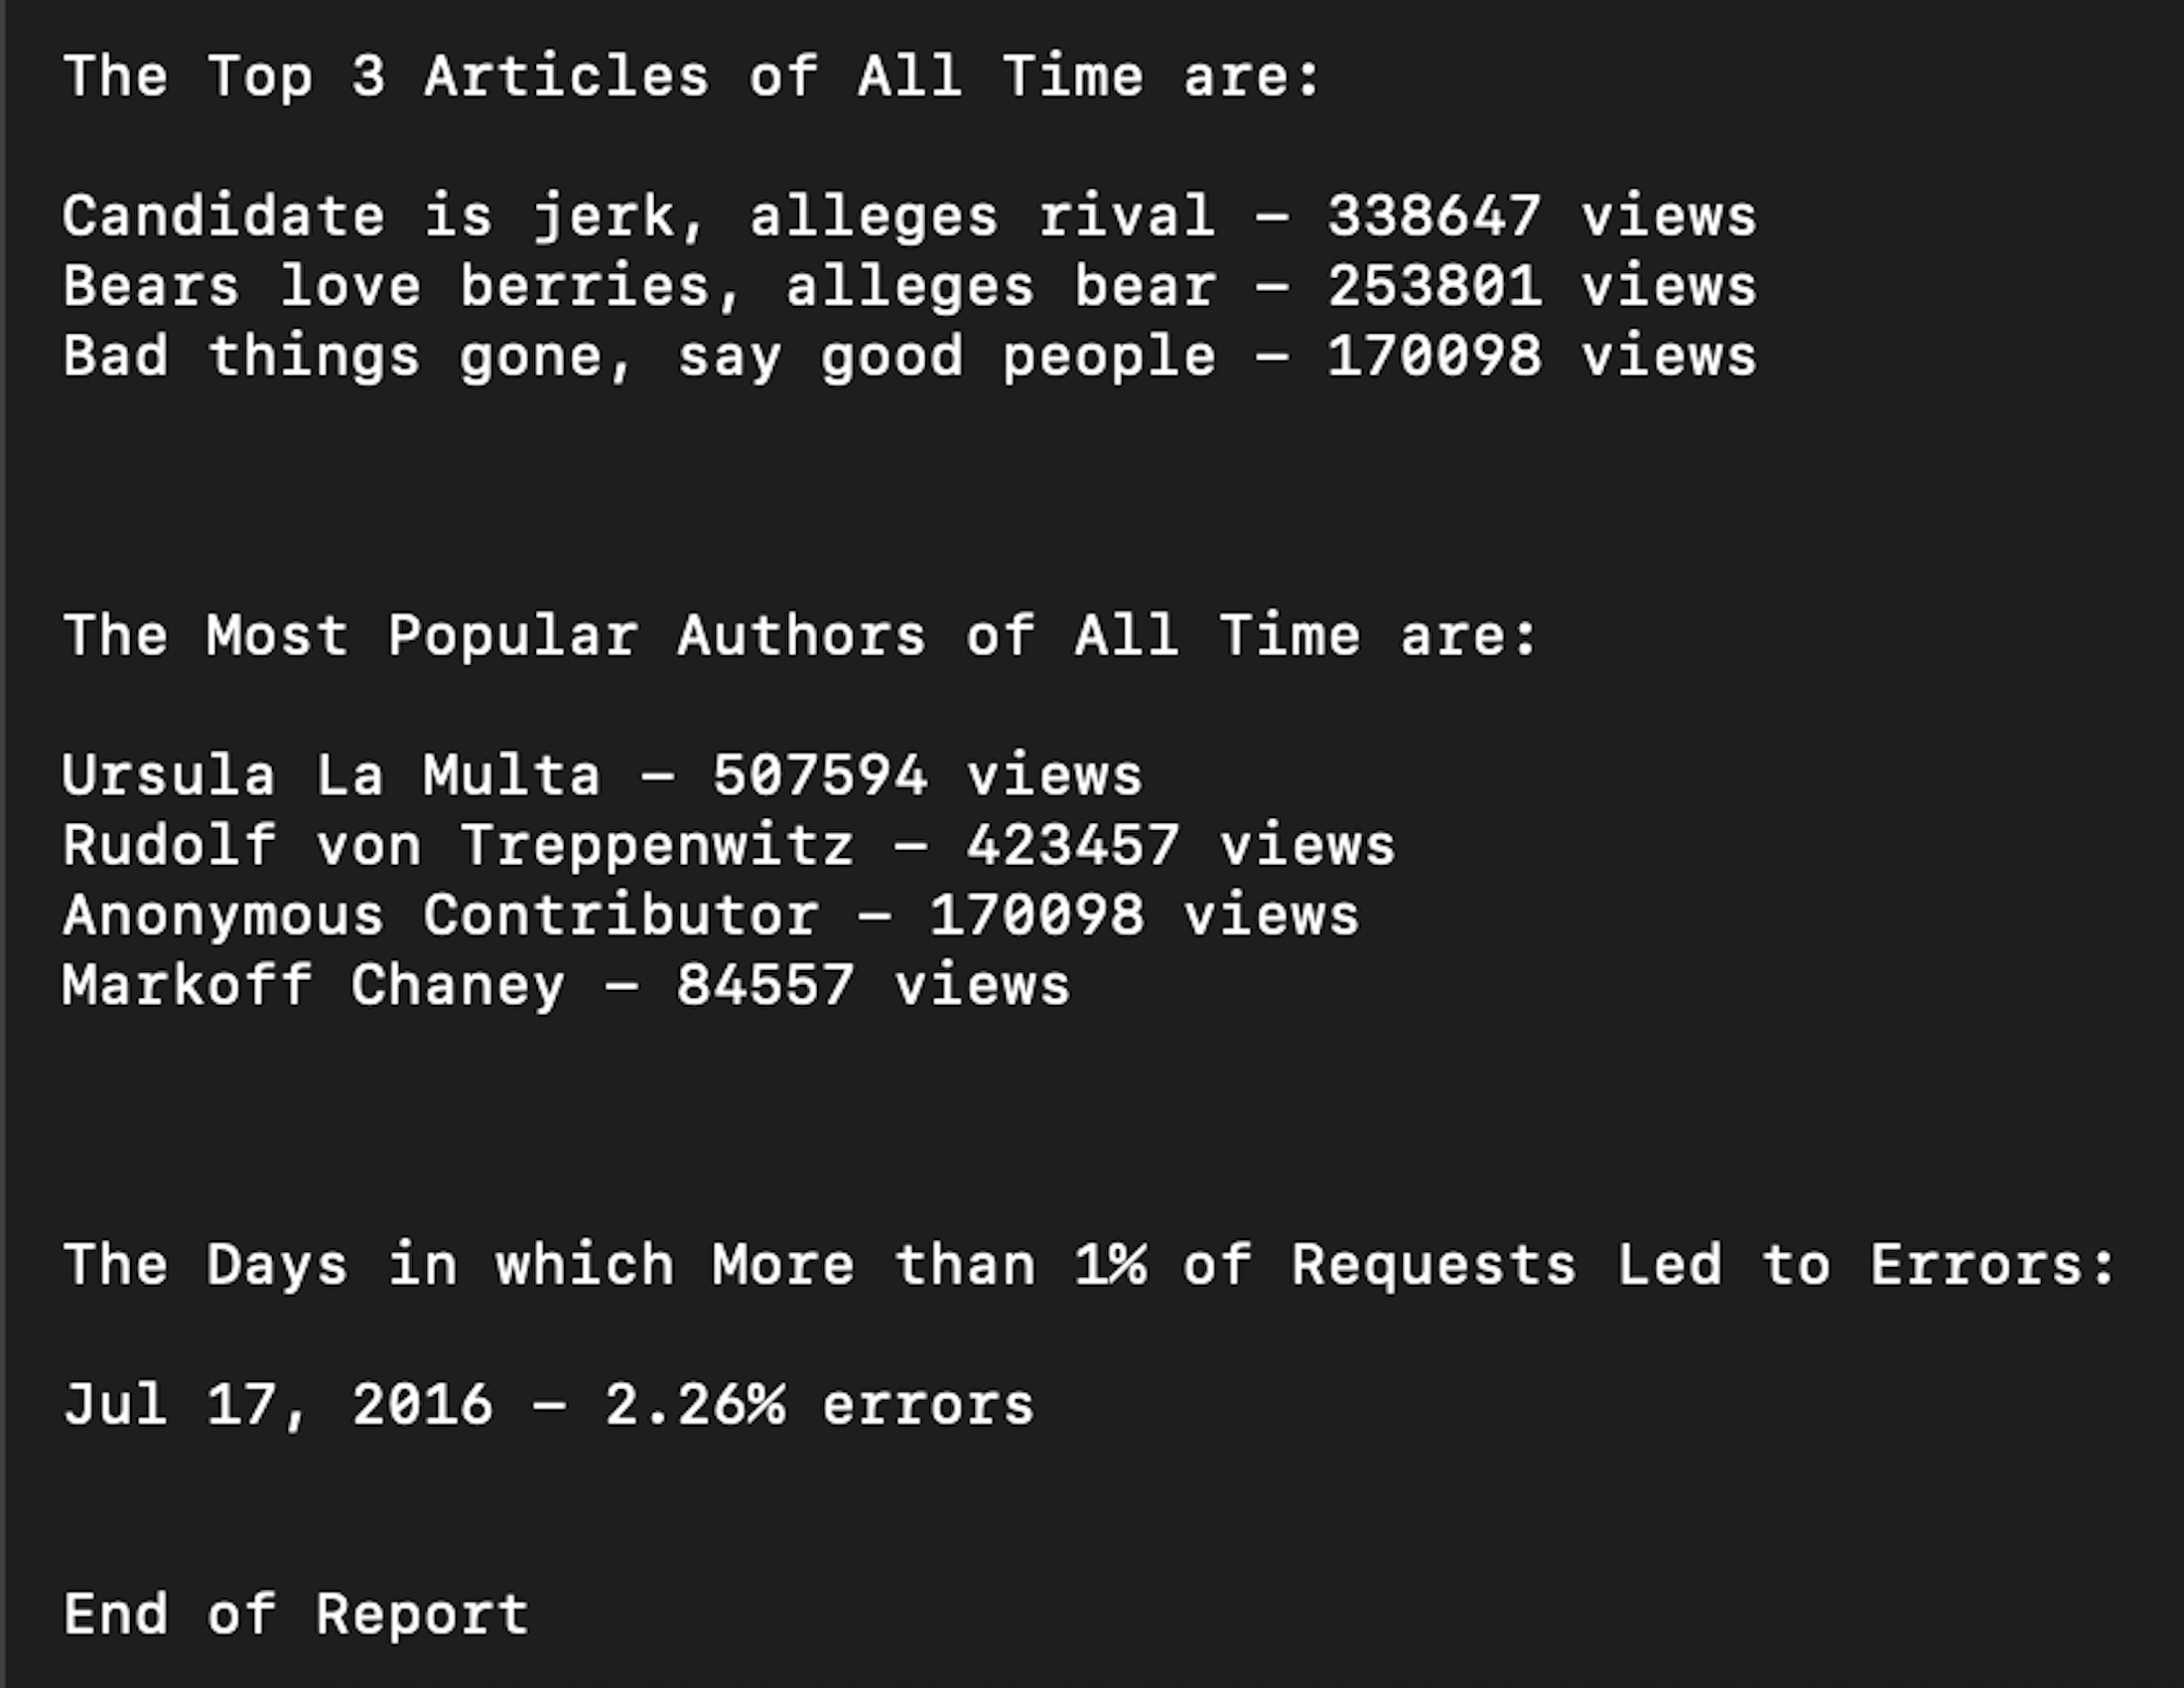 The Top 3 Articles of All Time are:
Candidate is jerk, alleges rival — 338647 views
Bears love berries, alleges bear — 253801 views
Bad things gone, say good people — 170098 views
The Most Popular Authors of All Time are:
Ursula La Multa — 507594 views
Rudolf von Treppenwitz — 423457 views
Anonymous Contributor — 170098 views
Markoff Chaney — 84557 views
The Days in which More than 1% of Requests Led to Errors:
Jul 17, 2016 — 2.26% errors
End of Report